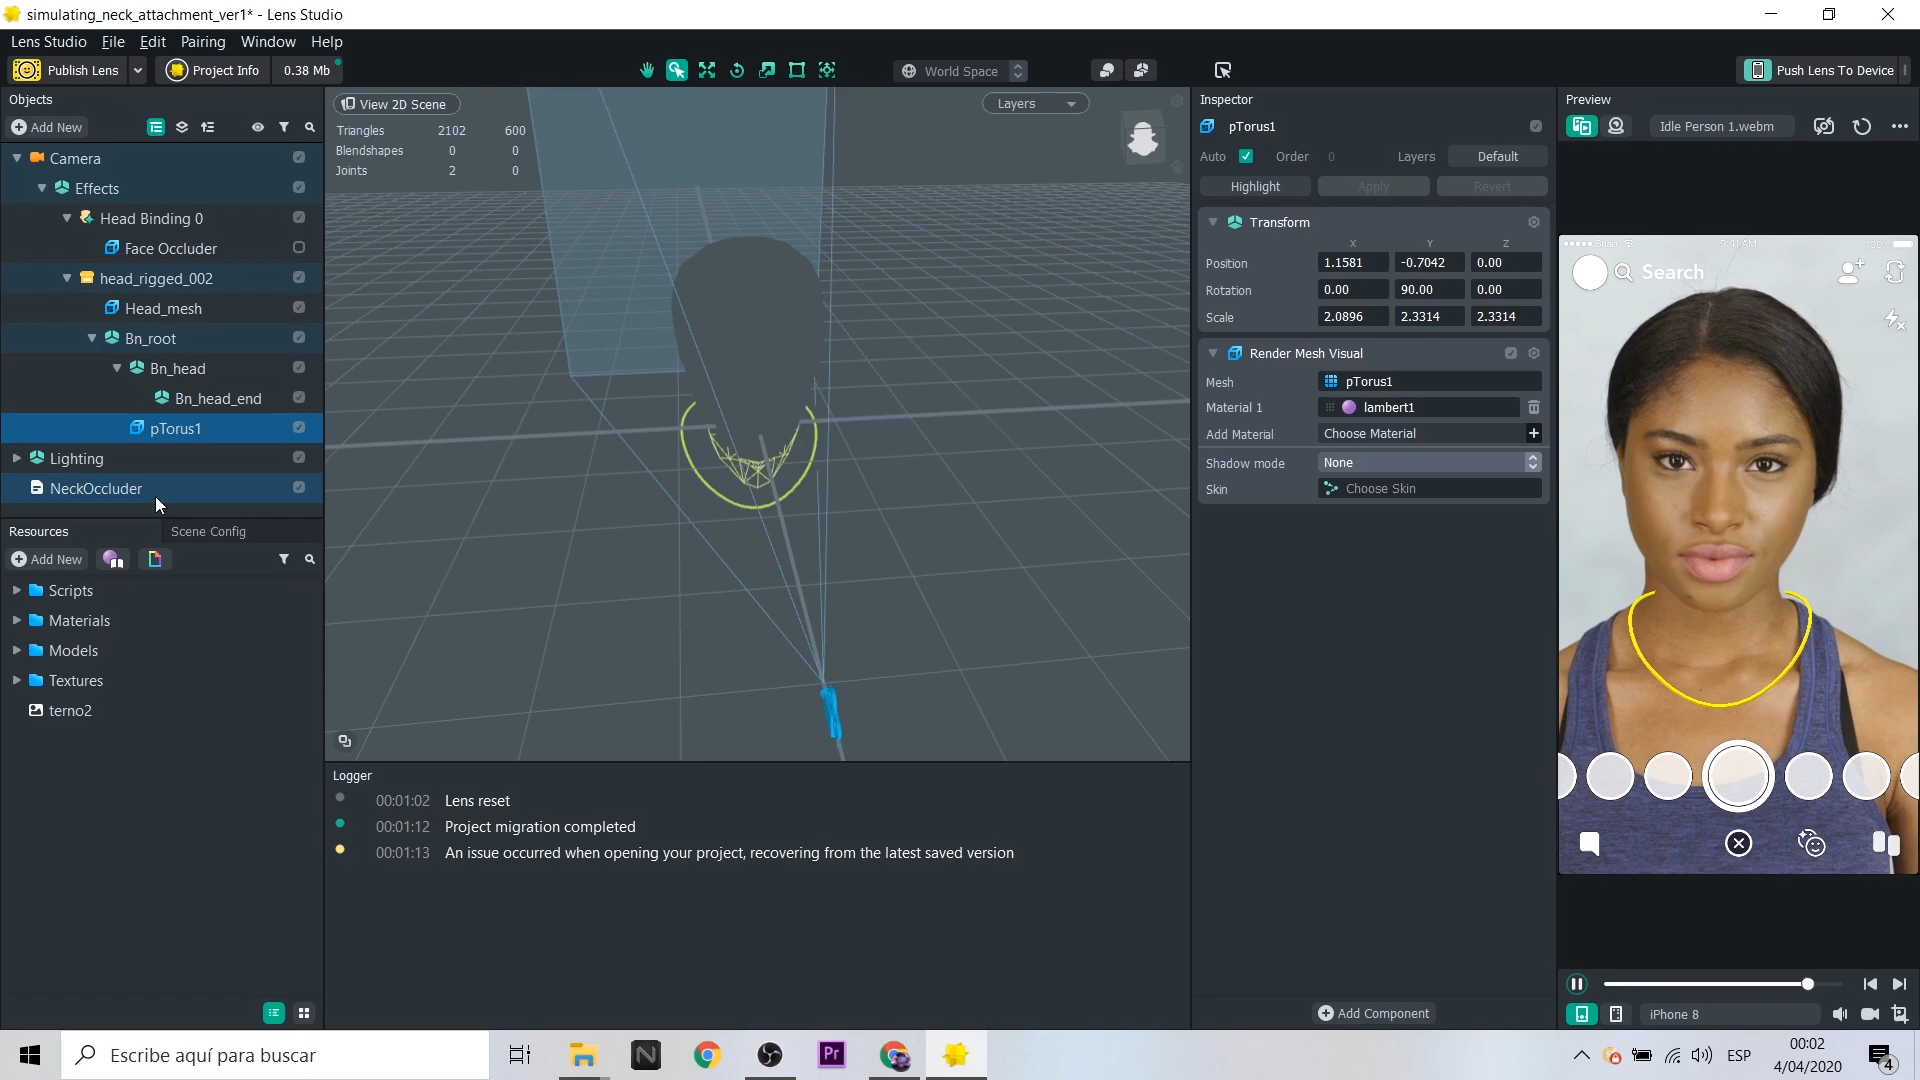 simulating_neck_attachment_ver1* - Lens Studio
Lens Studio File Edit Pairing Window Help
Publish Lens Project Info 0.38 Mb World Space Push Lens To Device
Objects
Add New
Camera
Effects
Head Binding 0
Face Occluder
head_rigged_002
Head_mesh
Bn_root
Bn_head
Bn_head_end
pTorus1
Lighting
NeckOccluder
Resources Scene Config
Add New
Scripts
Materials
Models
Textures
terno2
View 2D Scene Layers
Triangles 2102 600
Blendshapes 0 0
Joints 2 0
Logger
00:01:02 Lens reset
00:01:12 Project migration completed
00:01:13 An issue occurred when opening your project, recovering from the latest saved version
Inspector
pTorus1
Auto Order 0 Layers Default
Highlight Apply Revert
Transform
X Y Z
Position 1.1581 -0.7042 0.00
Rotation 0.00 90.00 0.00
Scale 2.0896 2.3314 2.3314
Render Mesh Visual
Mesh pTorus1
Material 1 lambert1
Add Material Choose Material
Shadow mode None
Skin Choose Skin
Add Component
Preview
Idle Person 1.webm
Snap 9:41 AM 100%
Search
iPhone 8
Escribe aquí para buscar
N
Pr
ESP
00:02
4/04/2020
4